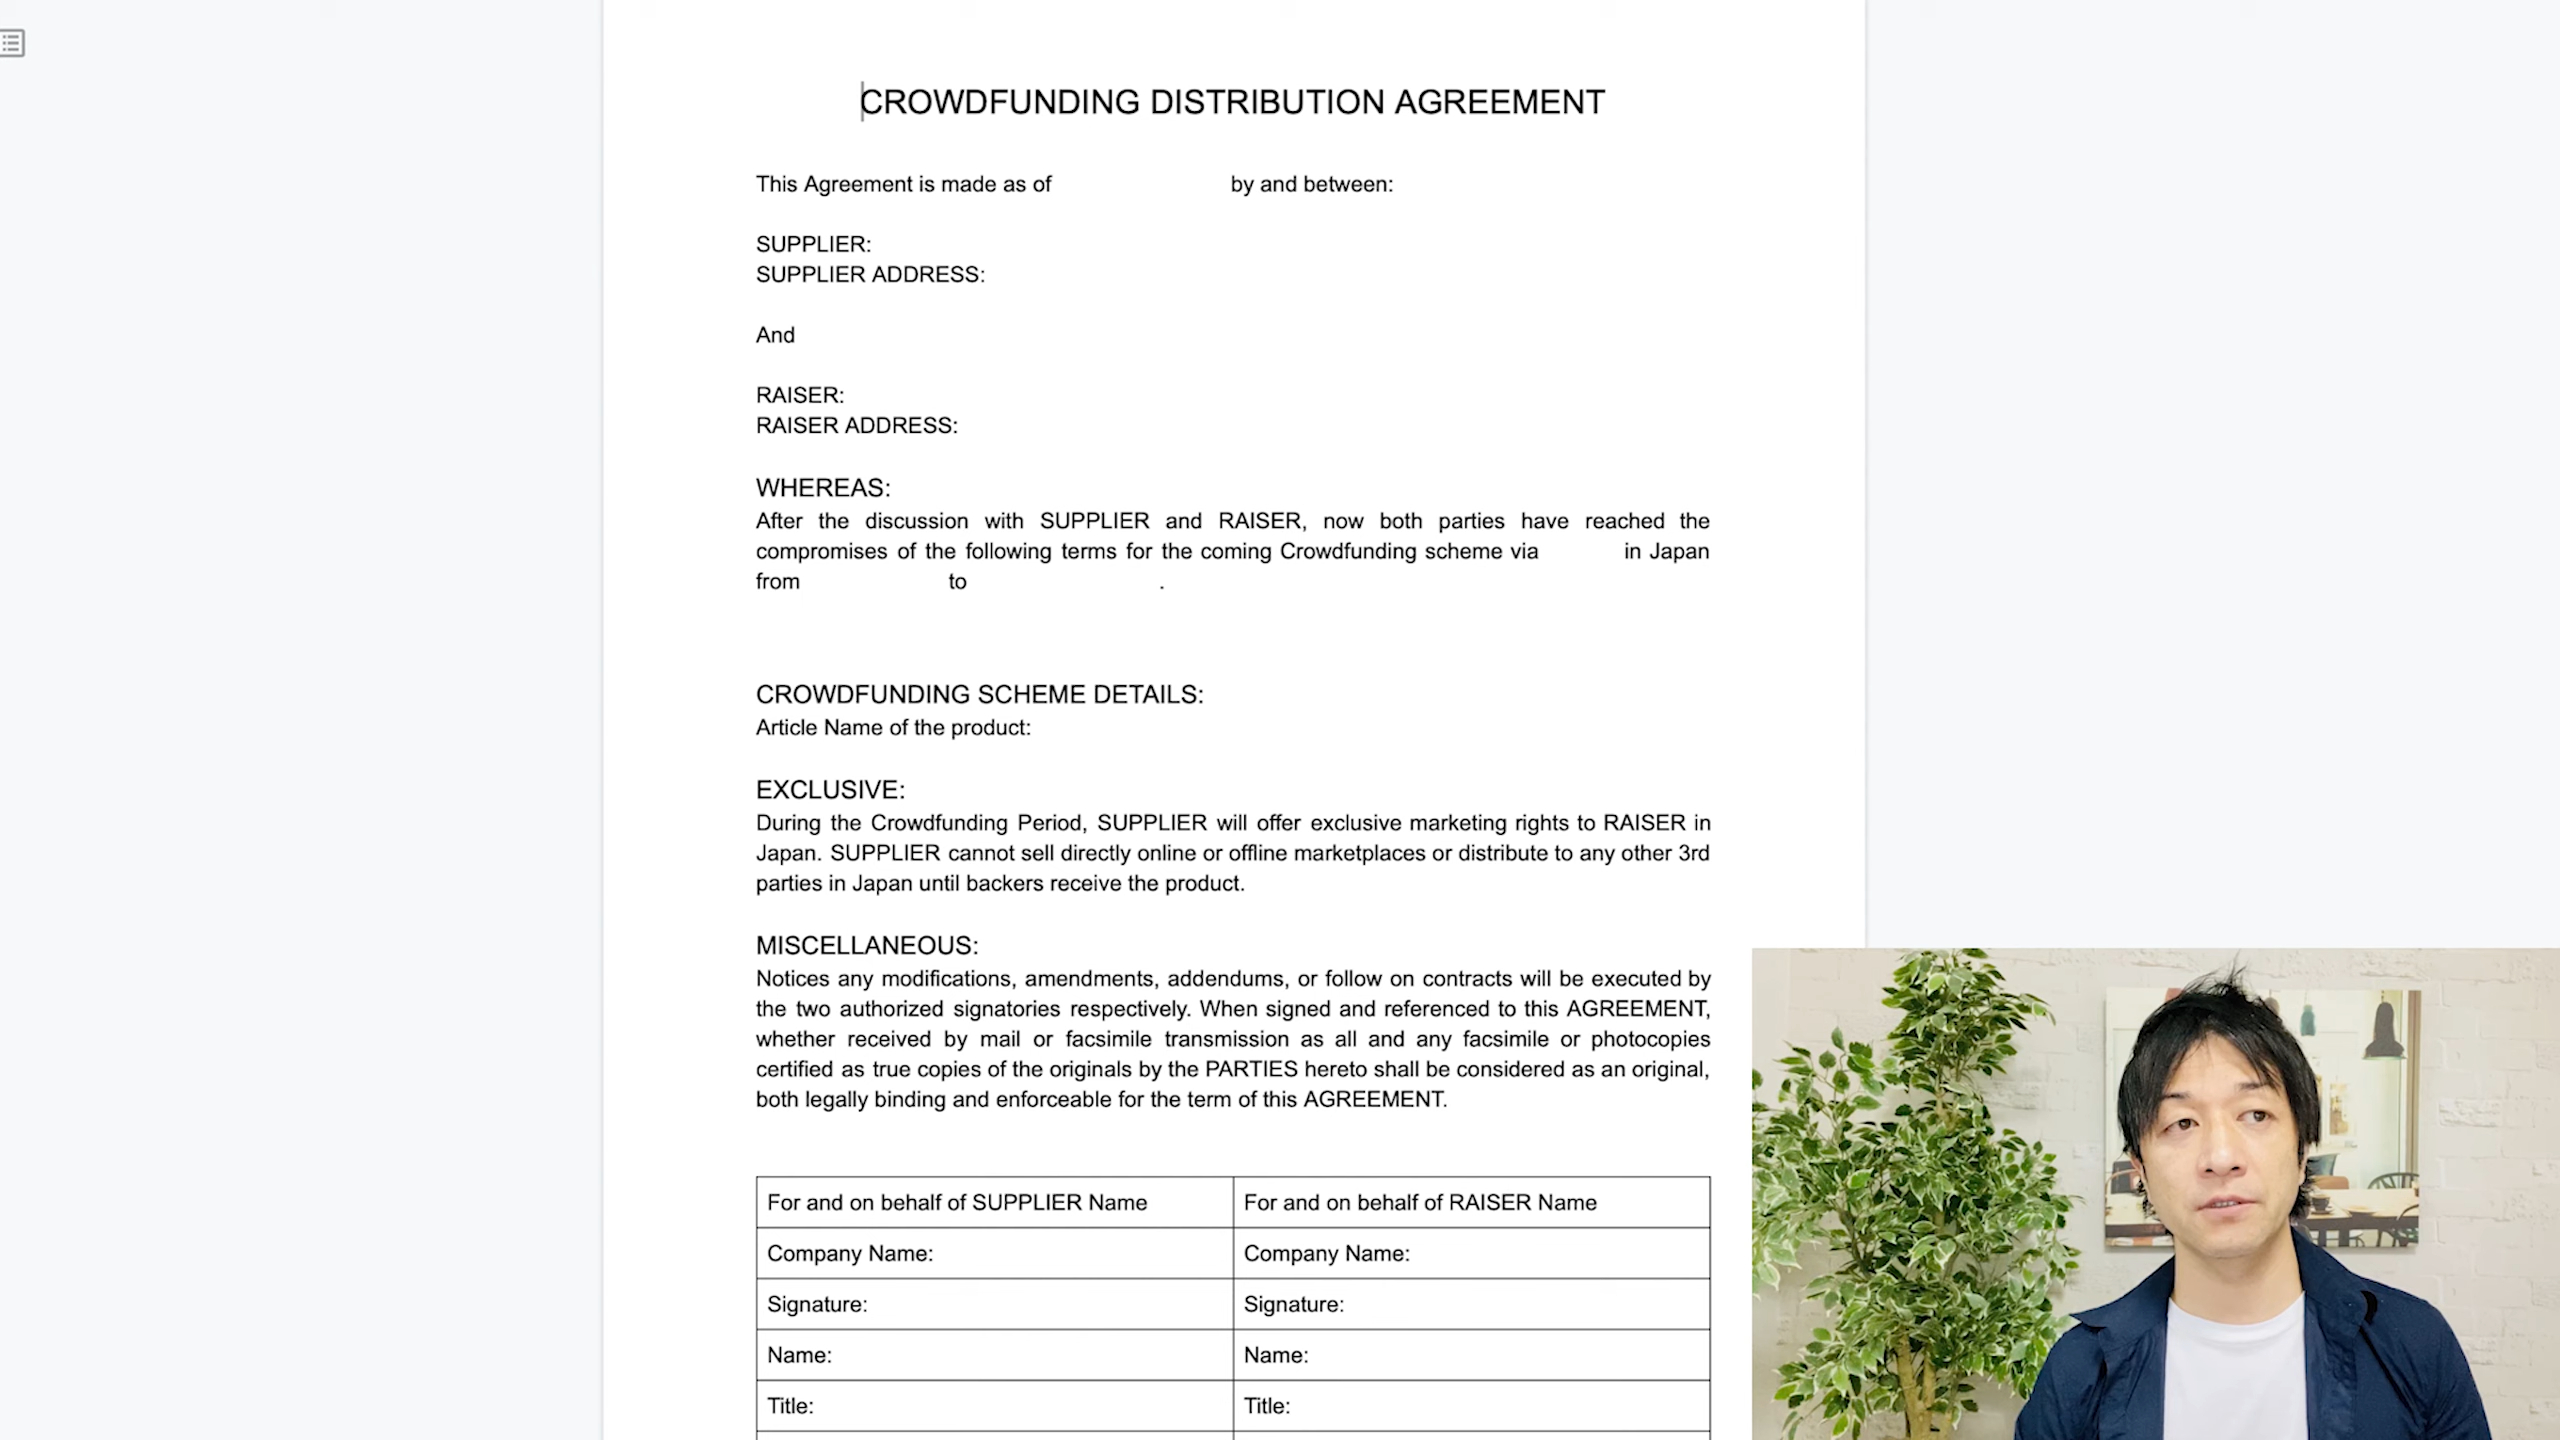 CROWDFUNDING DISTRIBUTION AGREEMENT
This Agreement is made as of by and between:
SUPPLIER:
SUPPLIER ADDRESS:
And
RAISER:
RAISER ADDRESS:
WHEREAS:
After the discussion with SUPPLIER and RAISER, now both parties have reached the
compromises of the following terms for the coming Crowdfunding scheme via in Japan
from to .
CROWDFUNDING SCHEME DETAILS:
Article Name of the product:
EXCLUSIVE:
During the Crowdfunding Period, SUPPLIER will offer exclusive marketing rights to RAISER in
Japan. SUPPLIER cannot sell directly online or offline marketplaces or distribute to any other 3rd
parties in Japan until backers receive the product.
MISCELLANEOUS:
Notices any modifications, amendments, addendums, or follow on contracts will be executed by
the two authorized signatories respectively. When signed and referenced to this AGREEMENT,
whether received by mail or facsimile transmission as all and any facsimile or photocopies
certified as true copies of the originals by the PARTIES hereto shall be considered as an original,
both legally binding and enforceable for the term of this AGREEMENT.
For and on behalf of SUPPLIER Name For and on behalf of RAISER Name
Company Name: Company Name:
Signature: Signature:
Name: Name:
Title: Title: